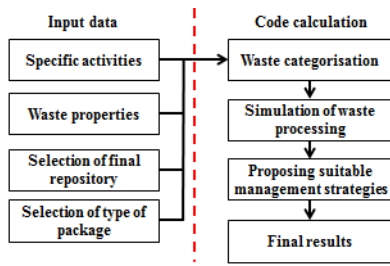 Input data
Specific activities
Waste properties
Selection of final
repository
Selection of type of
package
Code calculation
Waste categorisation
Simulation of waste
processing
Proposing suitable
management strategies
Final results